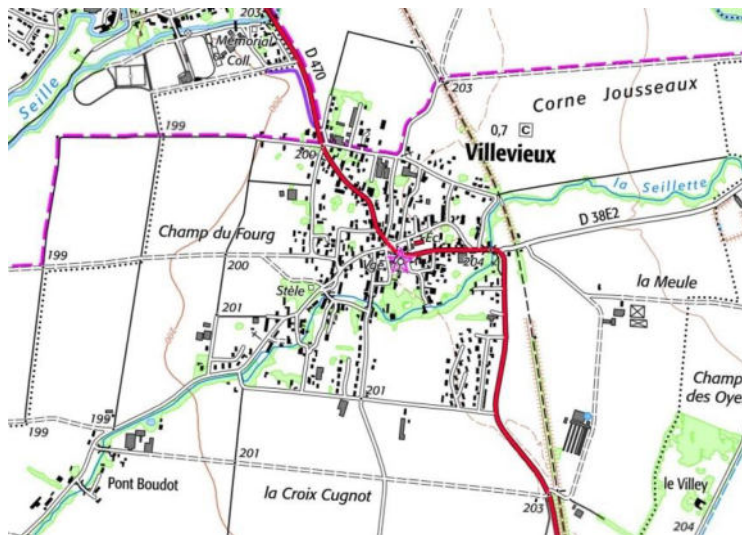 203
Mémorial
Coll.
D 470
Seille
199
203
Corne Jousseaux
0,7 C
Villevieux
200
la Seillette
D 38E2
Champ du Fourg
Ec.
204
199
200
Stèle
la Meule
201
201
Champ
des Oye
199
199
201
Pont Boudot
la Croix Cugnot
203
le Villey
204